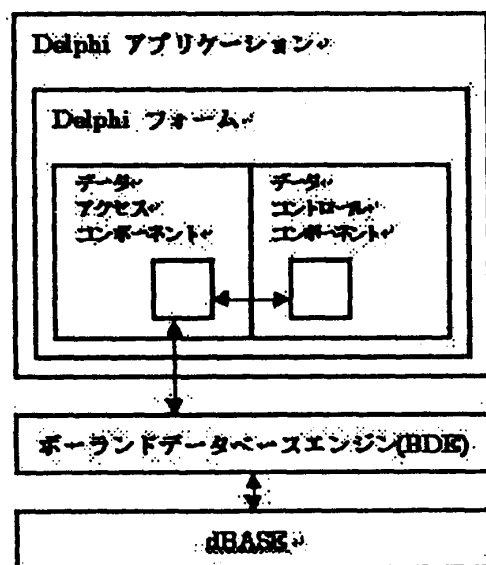 Delphi アプリケーション
Delphi フォーム
データ
アクセス
コンポーネント
データ
コントロール
コンポーネント
ボーランドデータベースエンジン(BDE)
dBASE